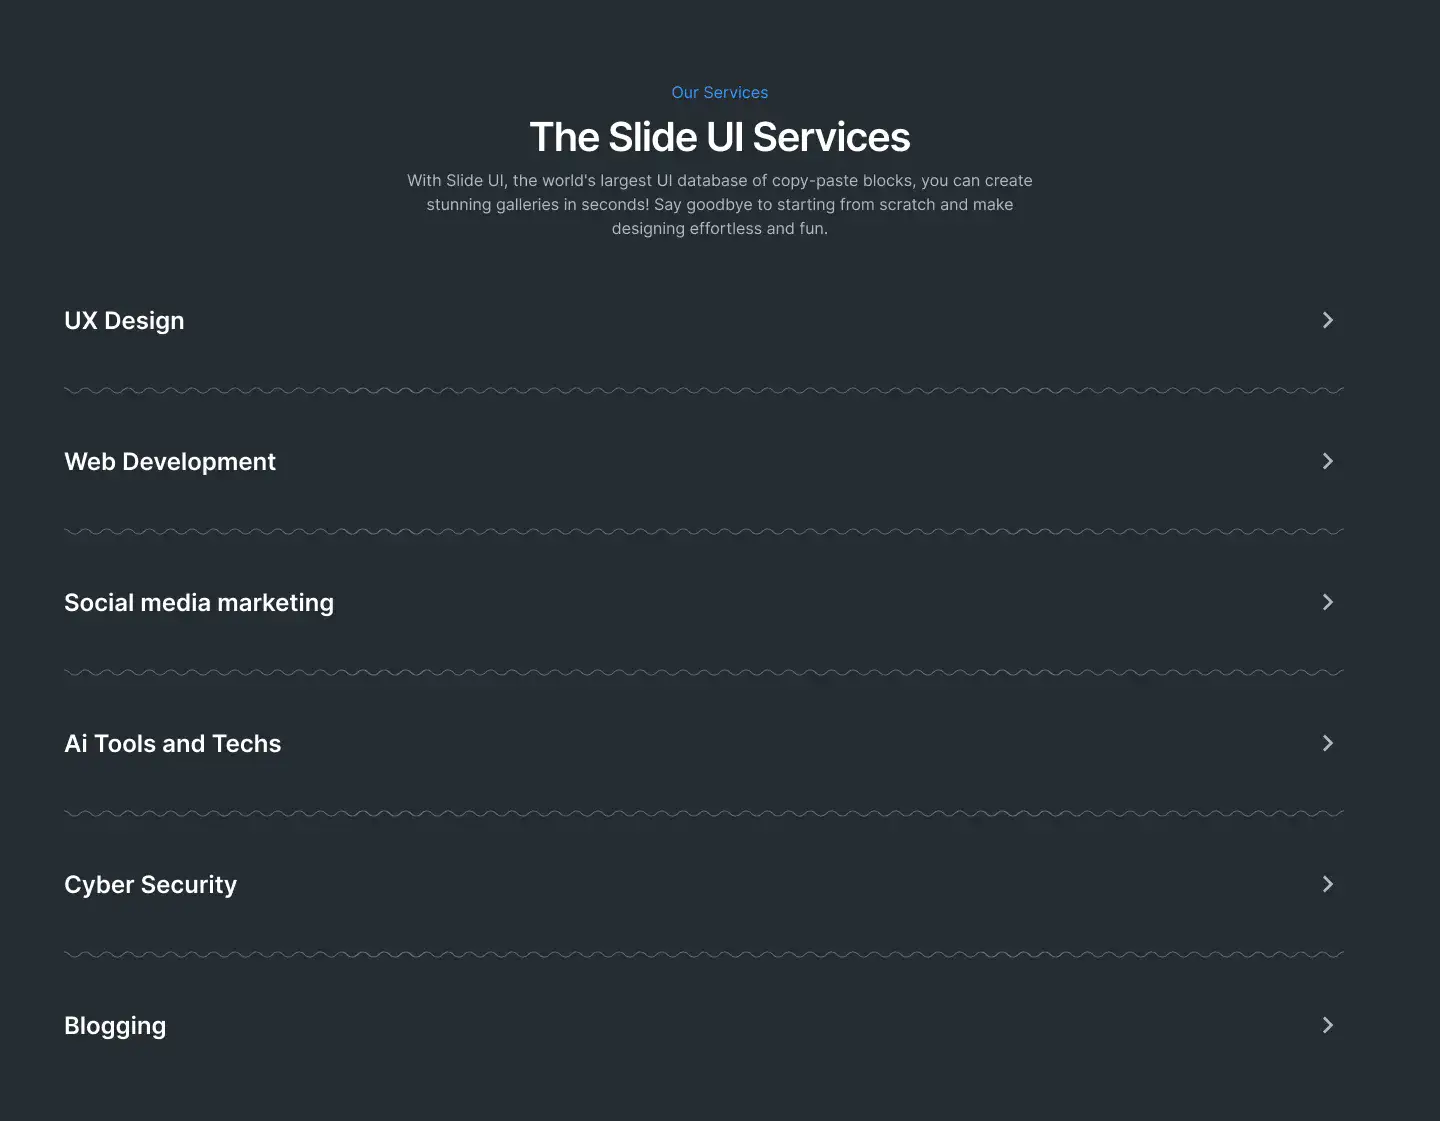 Our Services
The Slide UI Services
With Slide UI, the world's largest UI database of copy-paste blocks, you can create
stunning galleries in seconds! Say goodbye to starting from scratch and make
designing effortless and fun.
UX Design
Web Development
Social media marketing
Ai Tools and Techs
Cyber Security
Blogging